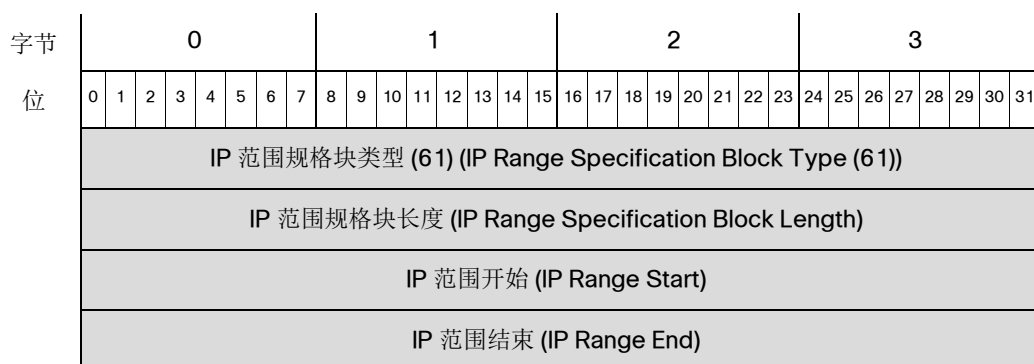 字节 0 1 2 3
位 0 1 2 3 4 5 6 7 8 9 10 11 12 13 14 15 16 17 18 19 20 21 22 23 24 25 26 27 28 29 30 31
IP 范围规格块类型 (61) (IP Range Specification Block Type (61))
IP 范围规格块长度 (IP Range Specification Block Length)
IP 范围开始 (IP Range Start)
IP 范围结束 (IP Range End)